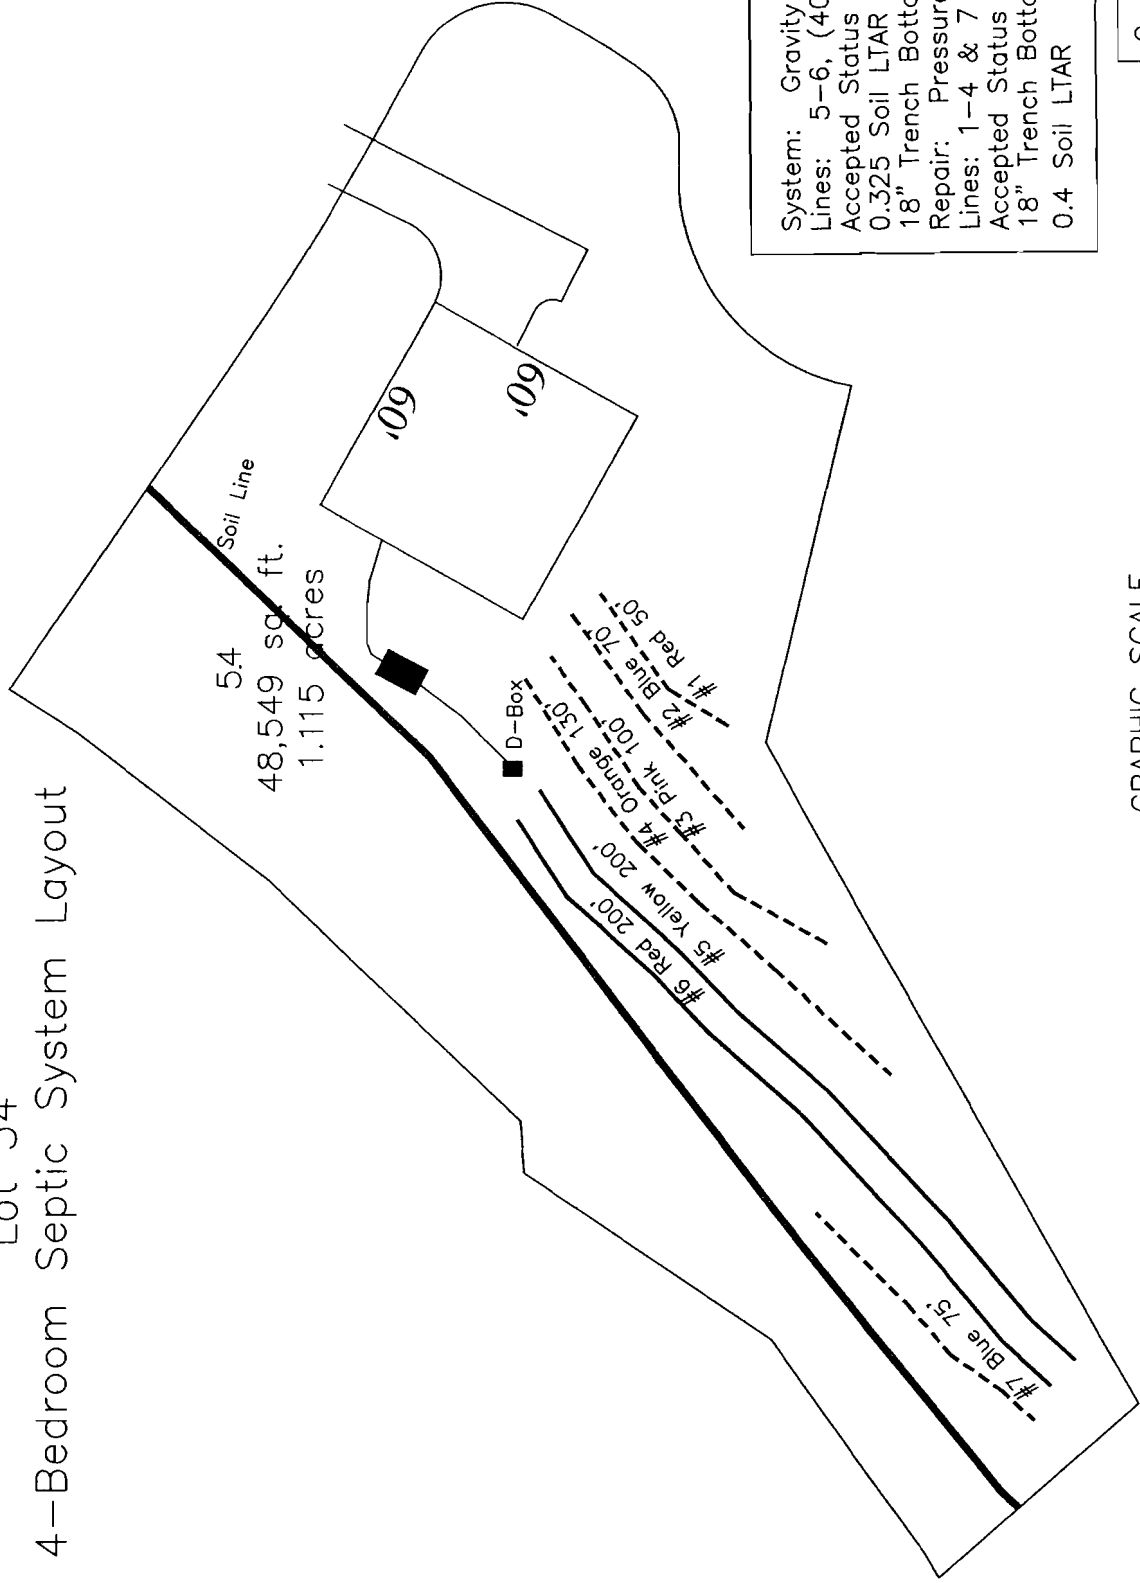 Lot 54
4-Bedroom Septic System Layout
54
48,549 sq. ft.
1.115 acres
Soil Line
60'
60'
D-Box
#1 Red 50'
#2 Blue 70'
#3 Pink 100'
#4 Orange 130'
#5 Yellow 200'
#6 Red 200'
#7 Blue 75'
System: Gravity
Lines: 5-6, (40
Accepted Status
0.325 Soil LTAR
18" Trench Botto
Repair: Pressure
Lines: 1-4 & 7
Accepted Status
18" Trench Botto
0.4 Soil LTAR
GRAPHIC SCALE